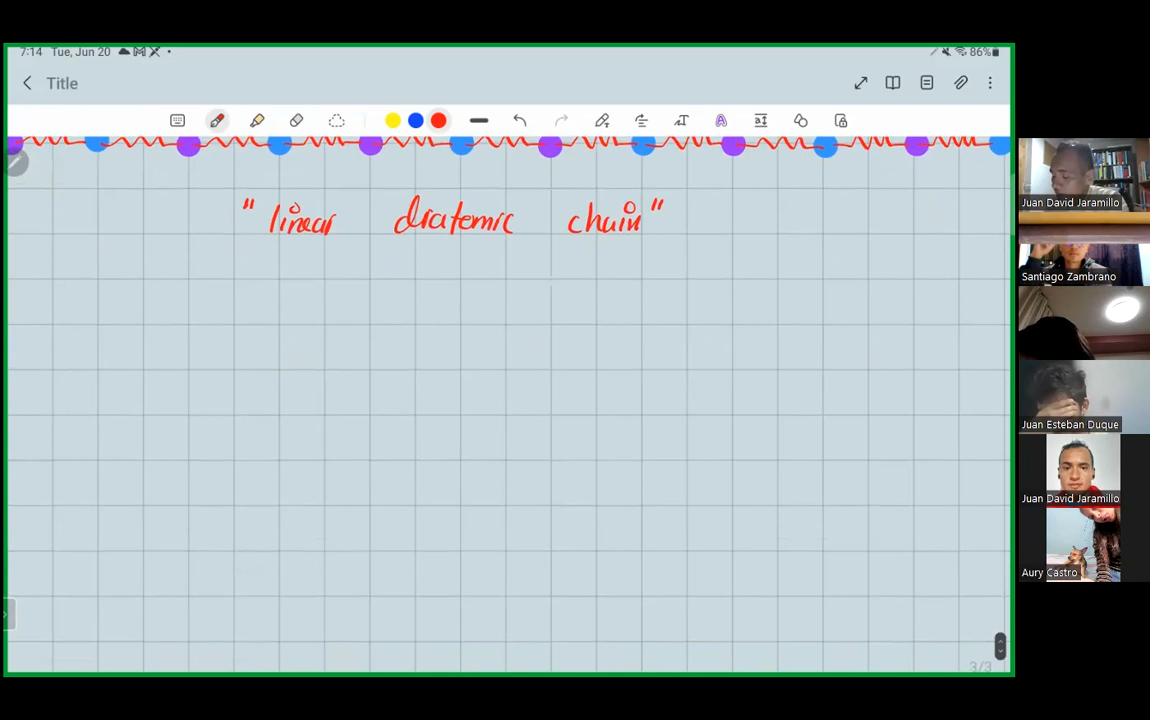 7:14 Tue, Jun 20
86%
Title
"linear diatomic chain"
3/3
Juan David Jaramillo
Santiago Zambrano
Juan Esteban Duque
Juan David Jaramillo
Aury Castro